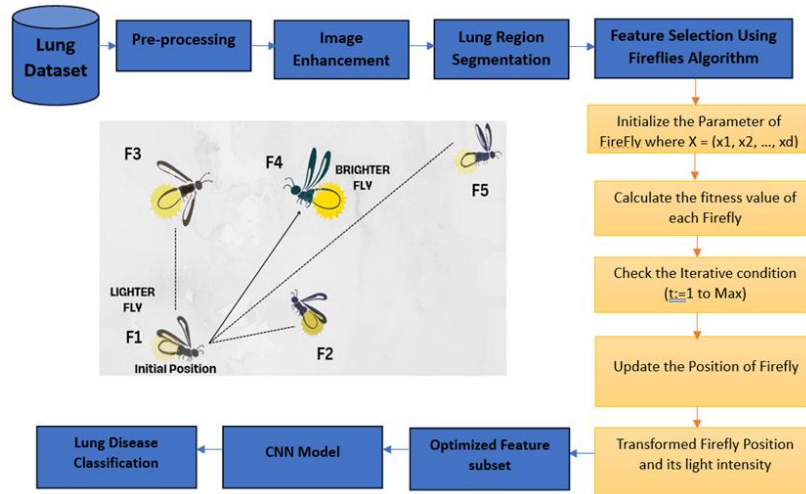 Lung
Dataset
Pre-processing
Image
Enhancement
Lung Region
Segmentation
Feature Selection Using
Fireflies Algorithm
Initialize the Parameter of
FireFly where X = (x1, x2, ..., xd)
Calculate the fitness value of
each Firefly
Check the Iterative condition
(t:=1 to Max)
Update the Position of Firefly
Transformed Firefly Position
and its light intensity
F3
F4
BRIGHTER
FLY
F5
LIGHTER
FLY
F1
Initial Position
F2
Optimized Feature
subset
CNN Model
Lung Disease
Classification